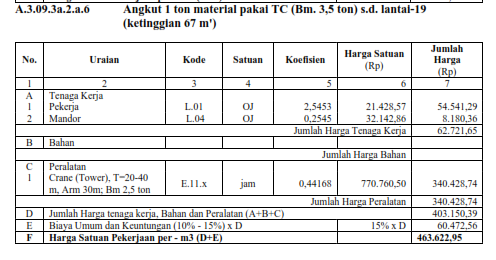 A.3.09.3a.2.a.6 Angkut 1 ton material pakai TC (Bm. 3,5 ton) s.d. lantai-19
(ketinggian 67 m')
No. Uraian Kode Satuan Koefisien Harga Satuan (Rp) Jumlah Harga (Rp)
1 2 3 4 5 6 7
A Tenaga Kerja
1 Pekerja L.01 OJ 2,5453 21.428,57 54.541,29
2 Mandor L.04 OJ 0,2545 32.142,86 8.180,36
Jumlah Harga Tenaga Kerja 62.721,65
B Bahan
Jumlah Harga Bahan
C Peralatan
1 Crane (Tower), T=20-40
m, Arm 30m; Bm 2,5 ton E.11.x jam 0,44168 770.760,50 340.428,74
Jumlah Harga Peralatan 340.428,74
D Jumlah Harga tenaga kerja, Bahan dan Peralatan (A+B+C) 403.150,39
E Biaya Umum dan Keuntungan (10% - 15%) x D 15% x D 60.472,56
F Harga Satuan Pekerjaan per - m3 (D+E) 463.622,95